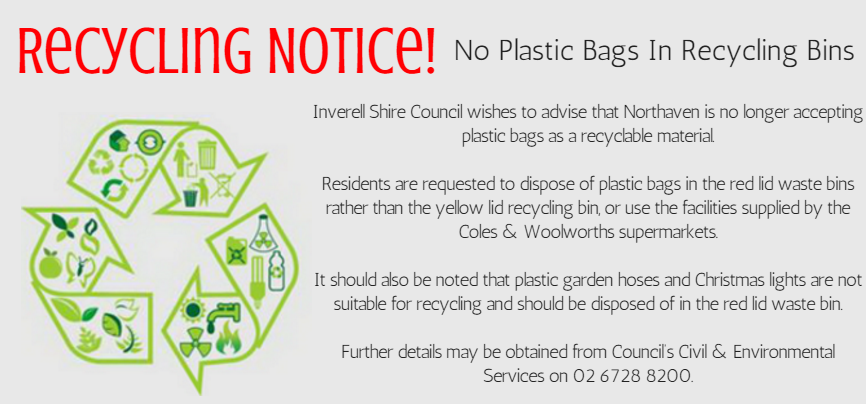 Recycling Notice! No Plastic Bags In Recycling Bins
Inverell Shire Council wishes to advise that Northaven is no longer accepting
plastic bags as a recyclable material.
Residents are requested to dispose of plastic bags in the red lid waste bins
rather than the yellow lid recycling bin, or use the facilities supplied by the
Coles & Woolworths supermarkets.
It should also be noted that plastic garden hoses and Christmas lights are not
suitable for recycling and should be disposed of in the red lid waste bin.
Further details may be obtained from Council's Civil & Environmental
Services on 02 6728 8200.